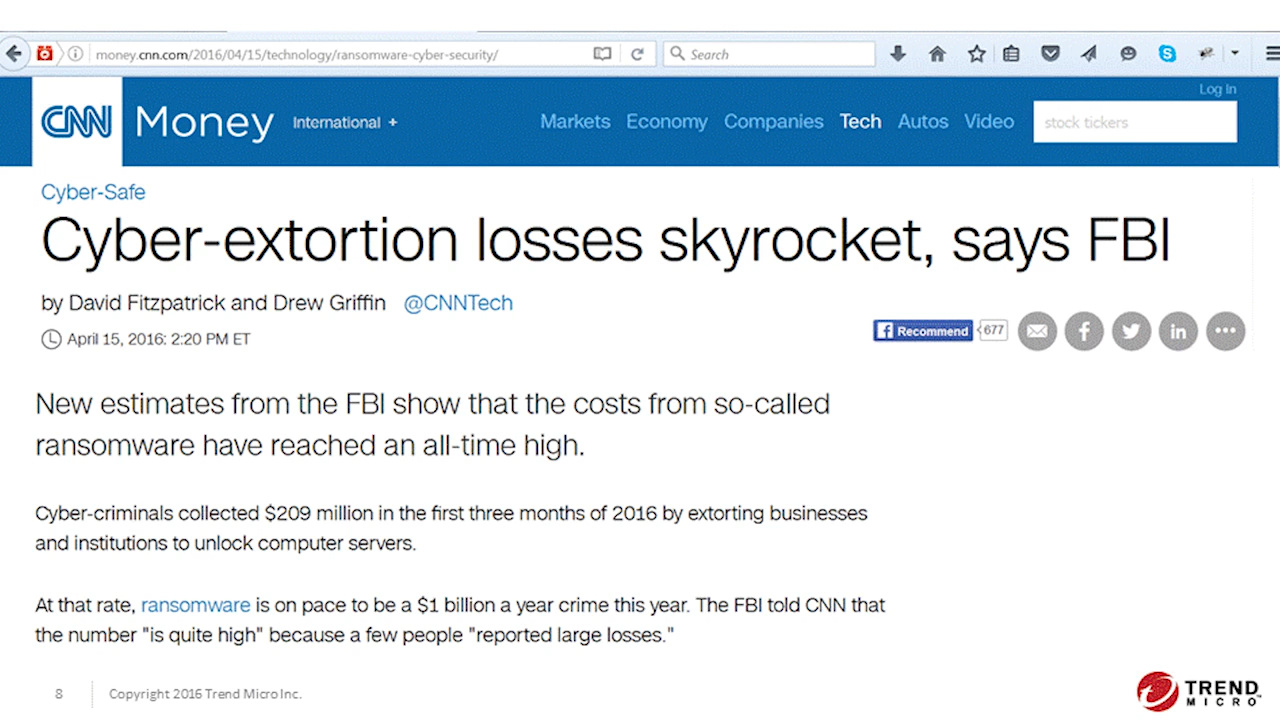 money.cnn.com/2016/04/15/technology/ransomware-cyber-security/
Search
Log In
CNN Money International +
Markets Economy Companies Tech Autos Video
stock tickers
Cyber-Safe
Cyber-extortion losses skyrocket, says FBI
by David Fitzpatrick and Drew Griffin @CNNTech
April 15, 2016: 2:20 PM ET
Recommend 677
New estimates from the FBI show that the costs from so-called
ransomware have reached an all-time high.
Cyber-criminals collected $209 million in the first three months of 2016 by extorting businesses
and institutions to unlock computer servers.
At that rate, ransomware is on pace to be a $1 billion a year crime this year. The FBI told CNN that
the number "is quite high" because a few people "reported large losses."
8 Copyright 2016 Trend Micro Inc.
TREND
MICRO™